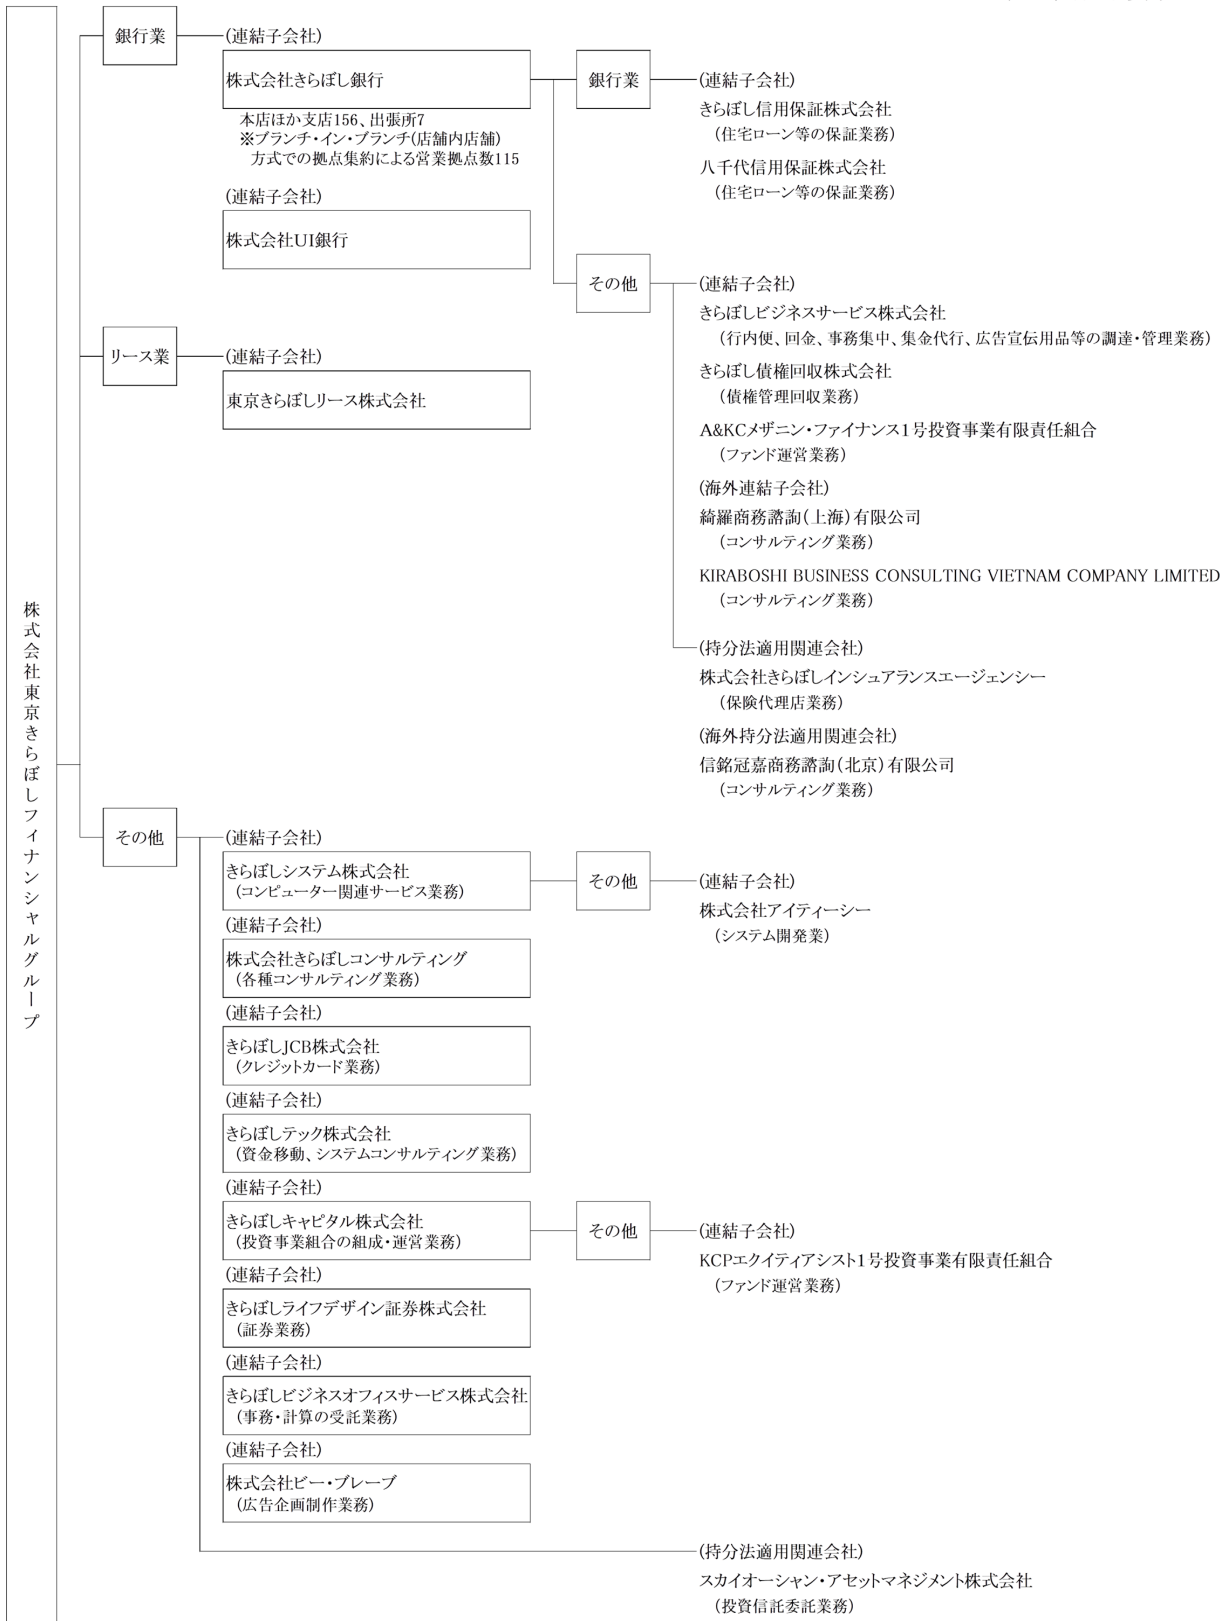 株式会社東京きらぼしフィナンシャルグループ
銀行業
(連結子会社)
株式会社きらぼし銀行
本店ほか支店156、出張所7
※ブランチ・イン・ブランチ(店舗内店舗)
方式での拠点集約による営業拠点数115
銀行業
(連結子会社)
きらぼし信用保証株式会社
(住宅ローン等の保証業務)
八千代信用保証株式会社
(住宅ローン等の保証業務)
(連結子会社)
株式会社UI銀行
その他
(連結子会社)
きらぼしビジネスサービス株式会社
(行内便、回金、事務集中、集金代行、広告宣伝用品等の調達・管理業務)
きらぼし債権回収株式会社
(債権管理回収業務)
A&KCメザニン・ファイナンス1号投資事業有限責任組合
(ファンド運営業務)
(海外連結子会社)
綺羅商務諮詢(上海)有限公司
(コンサルティング業務)
KIRABOSHI BUSINESS CONSULTING VIETNAM COMPANY LIMITED
(コンサルティング業務)
(持分法適用関連会社)
株式会社きらぼしインシュアランスエージェンシー
(保険代理店業務)
(海外持分法適用関連会社)
信銘冠嘉商務諮詢(北京)有限公司
(コンサルティング業務)
リース業
(連結子会社)
東京きらぼしリース株式会社
その他
(連結子会社)
きらぼしシステム株式会社
(コンピューター関連サービス業務)
その他
(連結子会社)
株式会社アイティーシー
(システム開発業)
(連結子会社)
株式会社きらぼしコンサルティング
(各種コンサルティング業務)
(連結子会社)
きらぼしJCB株式会社
(クレジットカード業務)
(連結子会社)
きらぼしテック株式会社
(資金移動、システムコンサルティング業務)
(連結子会社)
きらぼしキャピタル株式会社
(投資事業組合の組成・運営業務)
その他
(連結子会社)
KCPエクイティアシスト1号投資事業有限責任組合
(ファンド運営業務)
(連結子会社)
きらぼしライフデザイン証券株式会社
(証券業務)
(連結子会社)
きらぼしビジネスオフィスサービス株式会社
(事務・計算の受託業務)
(連結子会社)
株式会社ビー・ブレーブ
(広告企画制作業務)
(持分法適用関連会社)
スカイオーシャン・アセットマネジメント株式会社
(投資信託委託業務)